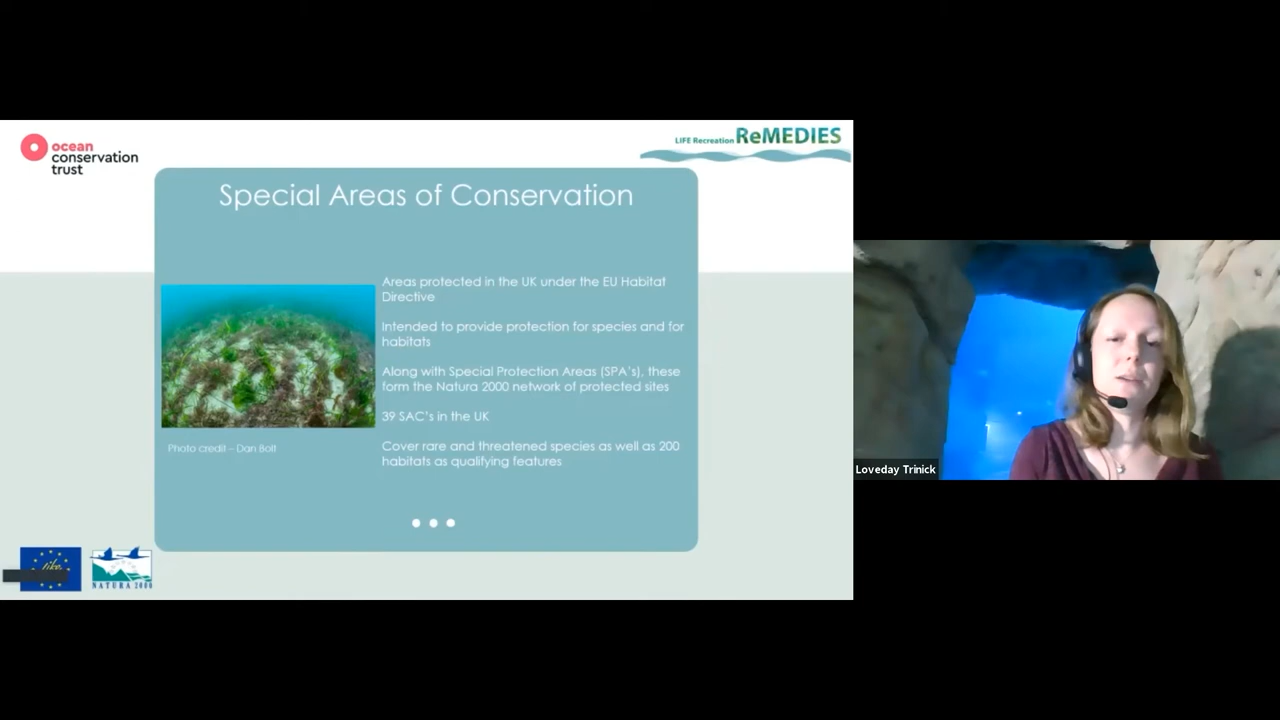 ocean
conservation
trust
LIFE Recreation ReMEDIES
Special Areas of Conservation
Areas protected in the UK under the EU Habitat
Directive
Intended to provide protection for species and for
habitats
Along with Special Protection Areas (SPA's), these
form the Natura 2000 network of protected sites
39 SAC's in the UK
Cover rare and threatened species as well as 200
habitats as qualifying features
Photo credit – Dan Bolt
Life
NATURA 2000
Loveday Trinick